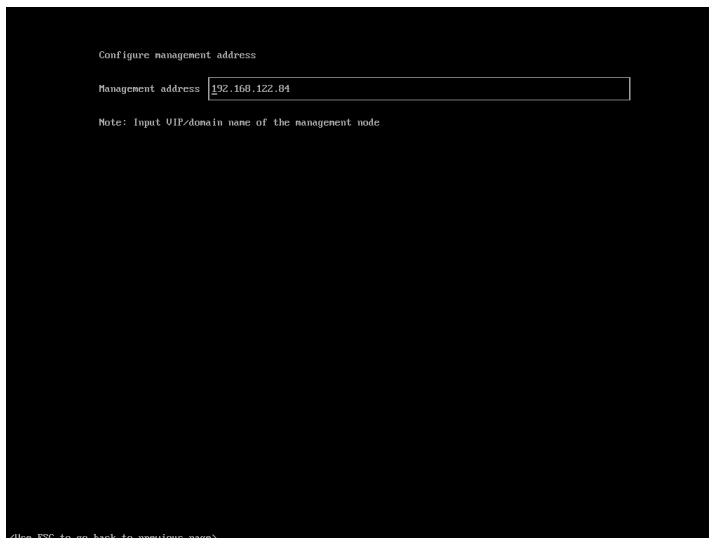 Configure management address
Management address 192.168.122.84
Note: Input VIP/domain name of the management node
<Use ESC to go back to previous page>